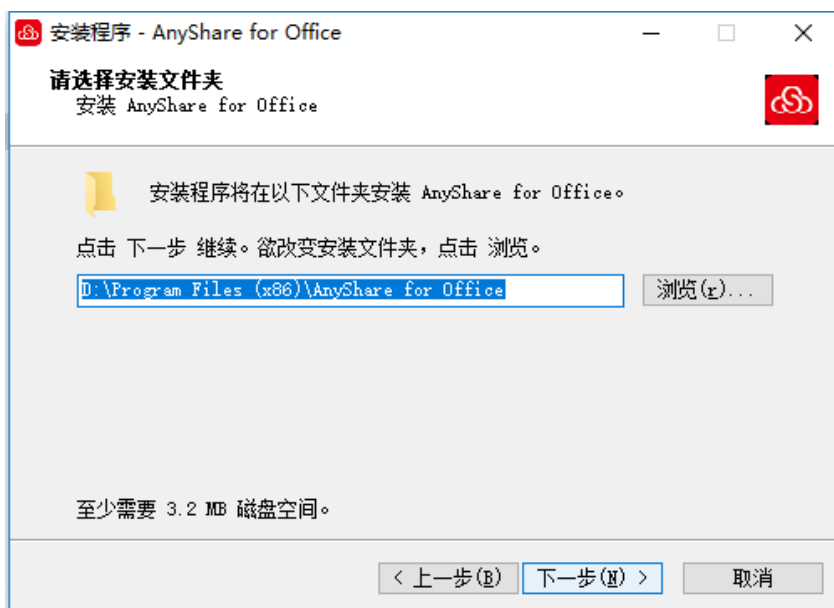 安装程序 - AnyShare for Office
请选择安装文件夹
安装 AnyShare for Office
安装程序将在以下文件夹安装 AnyShare for Office。
点击 下一步 继续。欲改变安装文件夹，点击 浏览。
D:\Program Files (x86)\AnyShare for Office
浏览(r)...
至少需要 3.2 MB 磁盘空间。
< 上一步(B)
下一步(N) >
取消